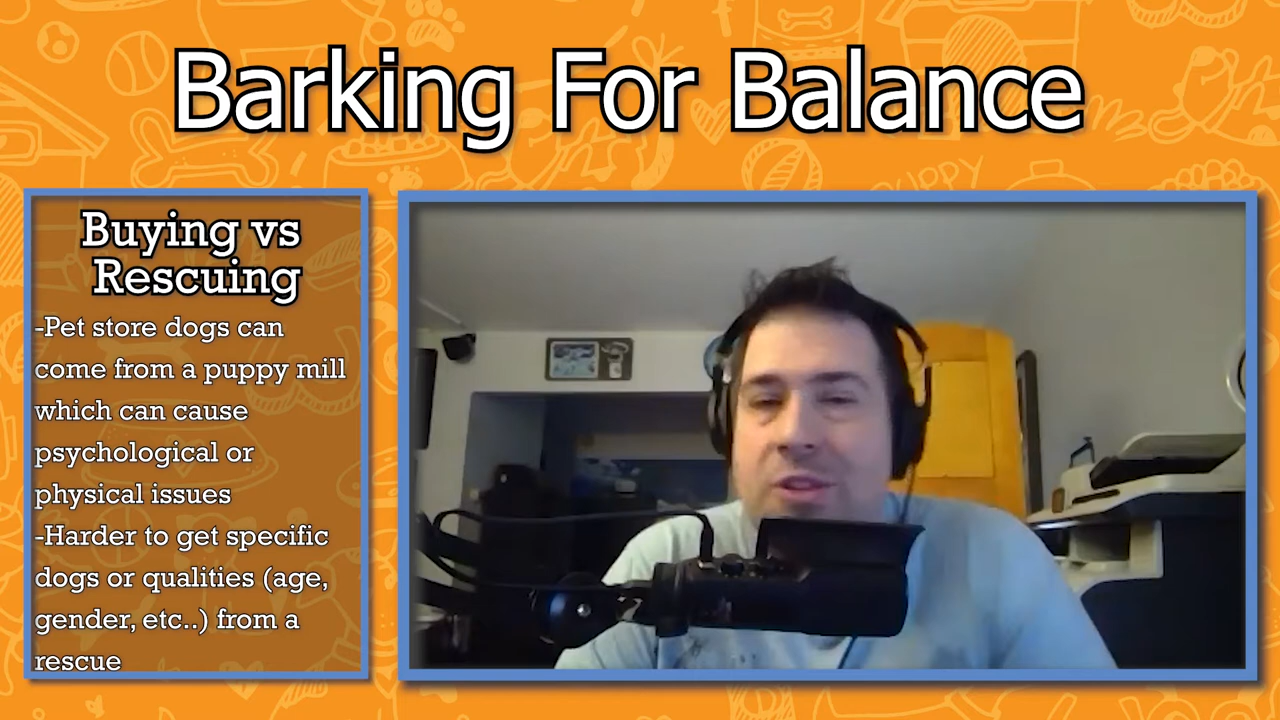 Barking For Balance
PUPPY
Buying vs
Rescuing
-Pet store dogs can
come from a puppy mill
which can cause
psychological or
physical issues
-Harder to get specific
dogs or qualities (age,
gender, etc..) from a
rescue